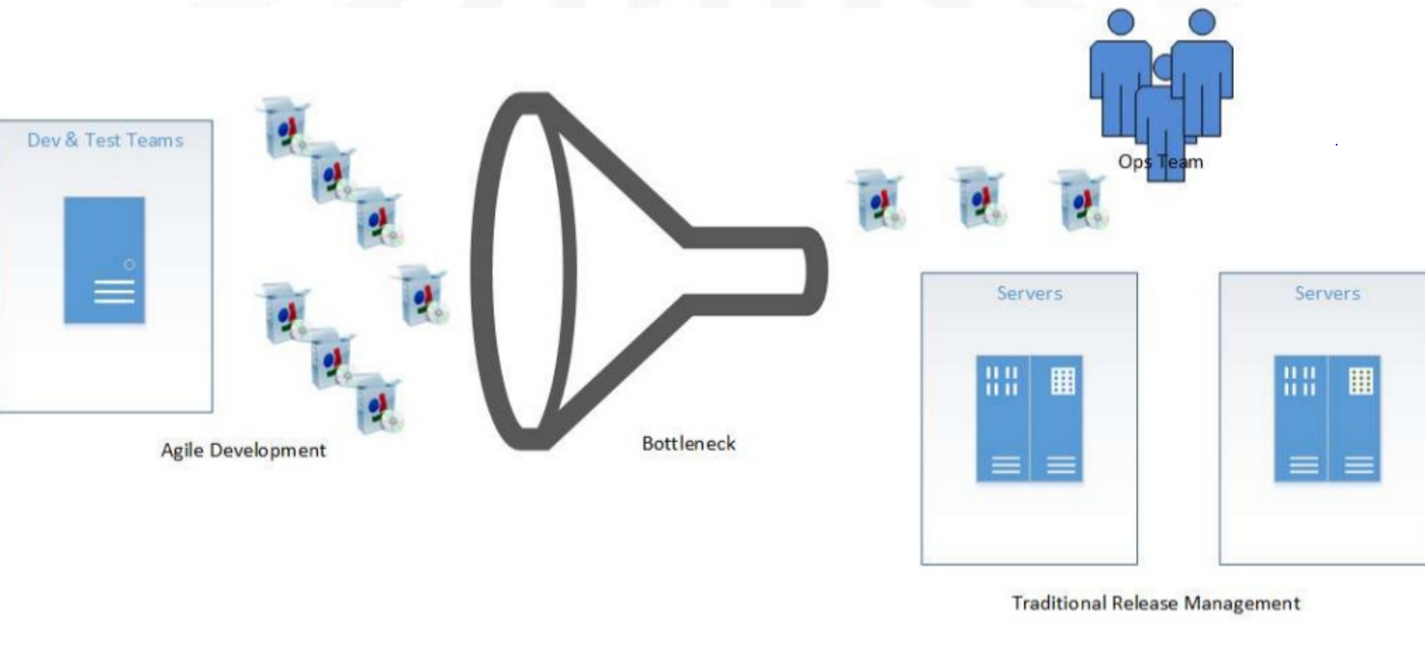 Dev & Test Teams
Agile Development
Bottleneck
Ops Team
Servers
Servers
Traditional Release Management